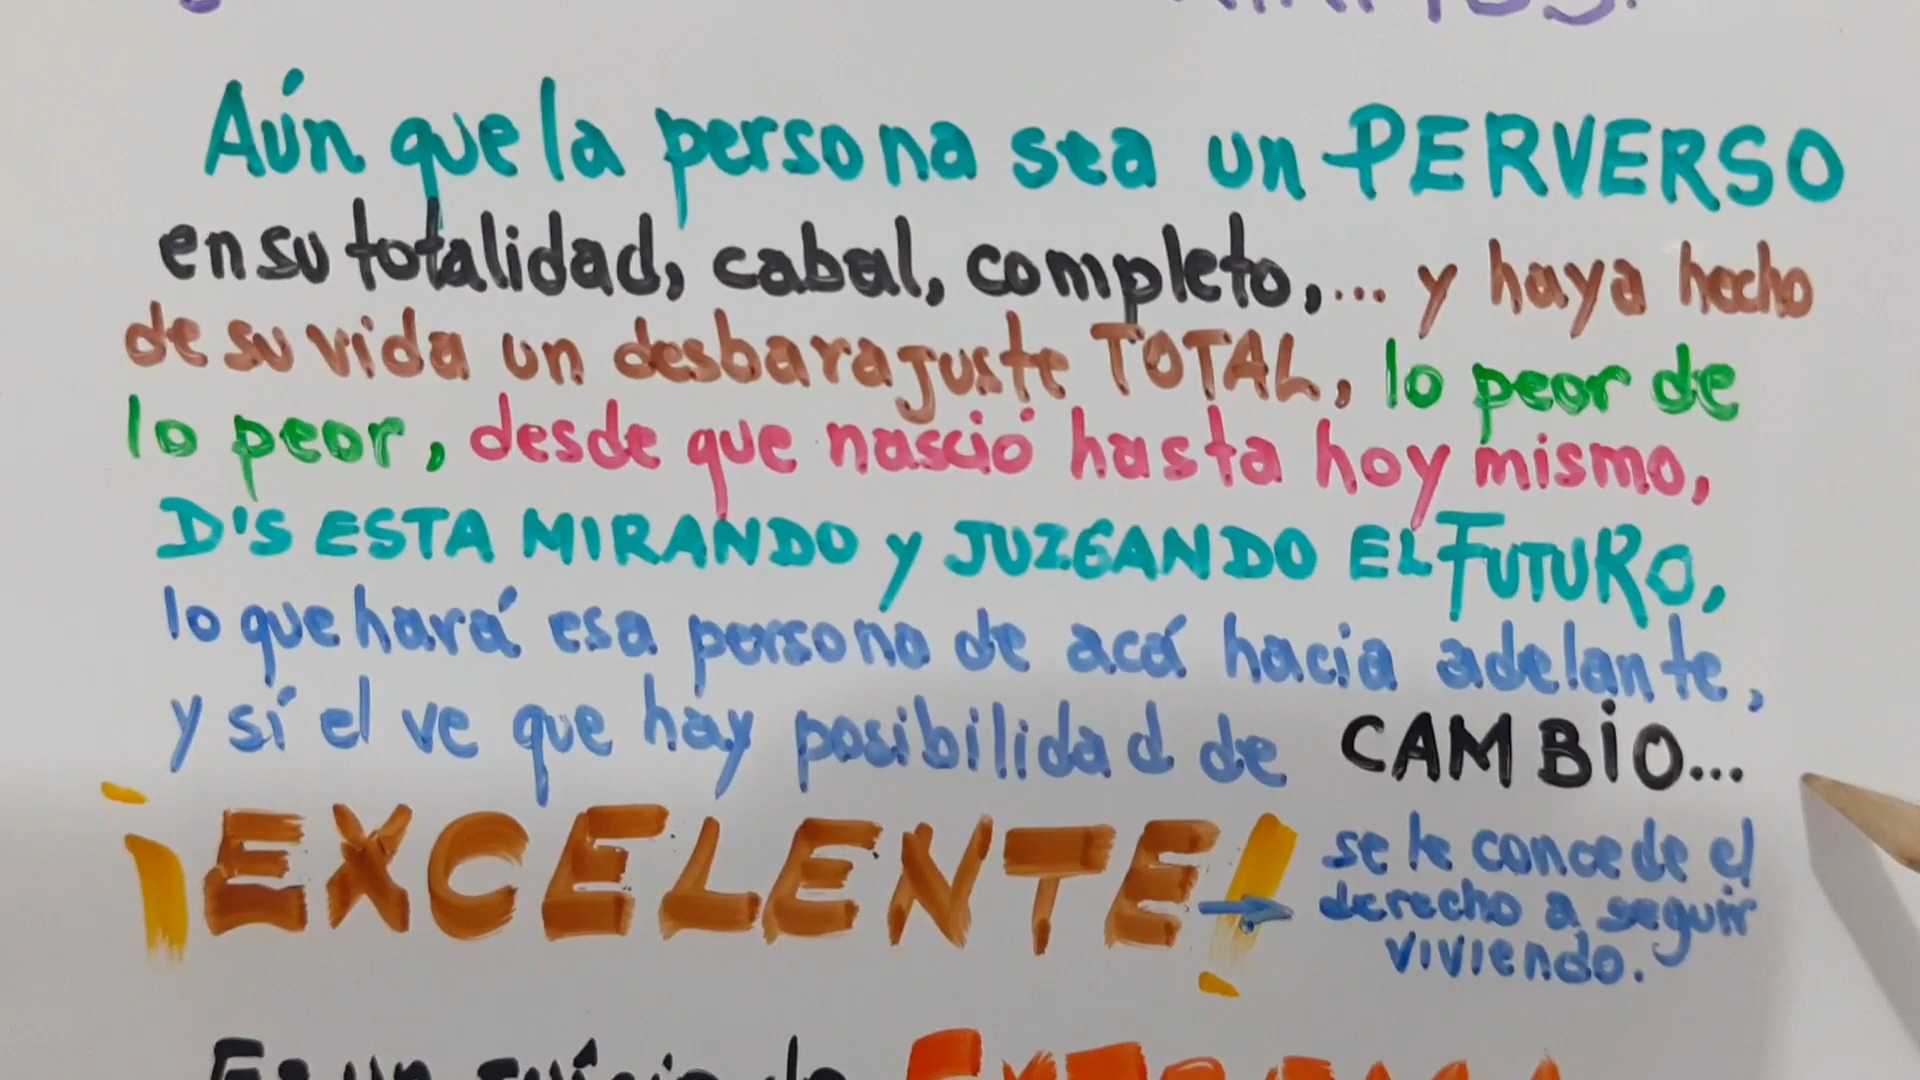 Aún que la persona sea un PERVERSO
en su totalidad, cabal, completo,... y haya hecho
de su vida un desbarajuste TOTAL, lo peor de
lo peor, desde que nasció hasta hoy mismo,
D'S ESTA MIRANDO y JUZGANDO EL FUTURO,
lo que hará esa persona de acá hacia adelante,
y sí el ve que hay posibilidad de CAMBIO...
¡EXCELENTE! → se le concede el
derecho a seguir
viviendo.